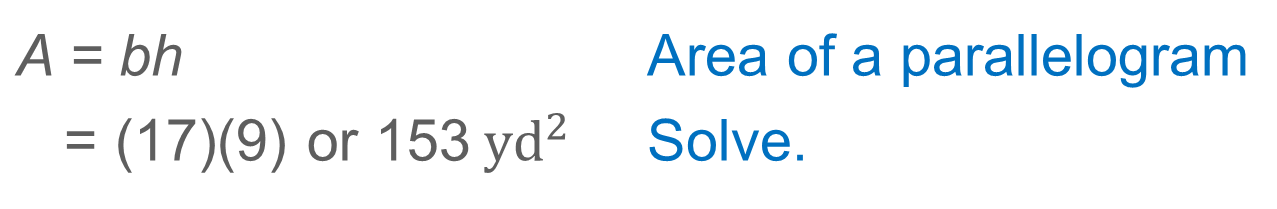 A = bh Area of a parallelogram
= (17)(9) or 153 yd² Solve.